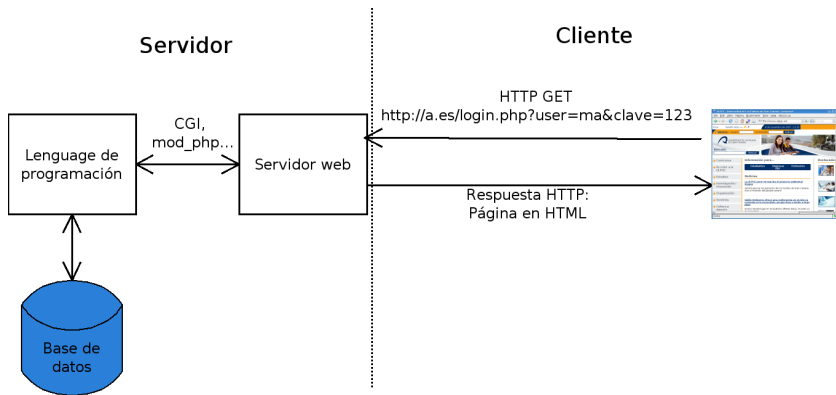 Servidor
Cliente
HTTP GET
http://a.es/login.php?user=ma&clave=123
CGI,
mod_php...
Lenguage de
programación
Servidor web
Respuesta HTTP:
Página en HTML
Base de
datos